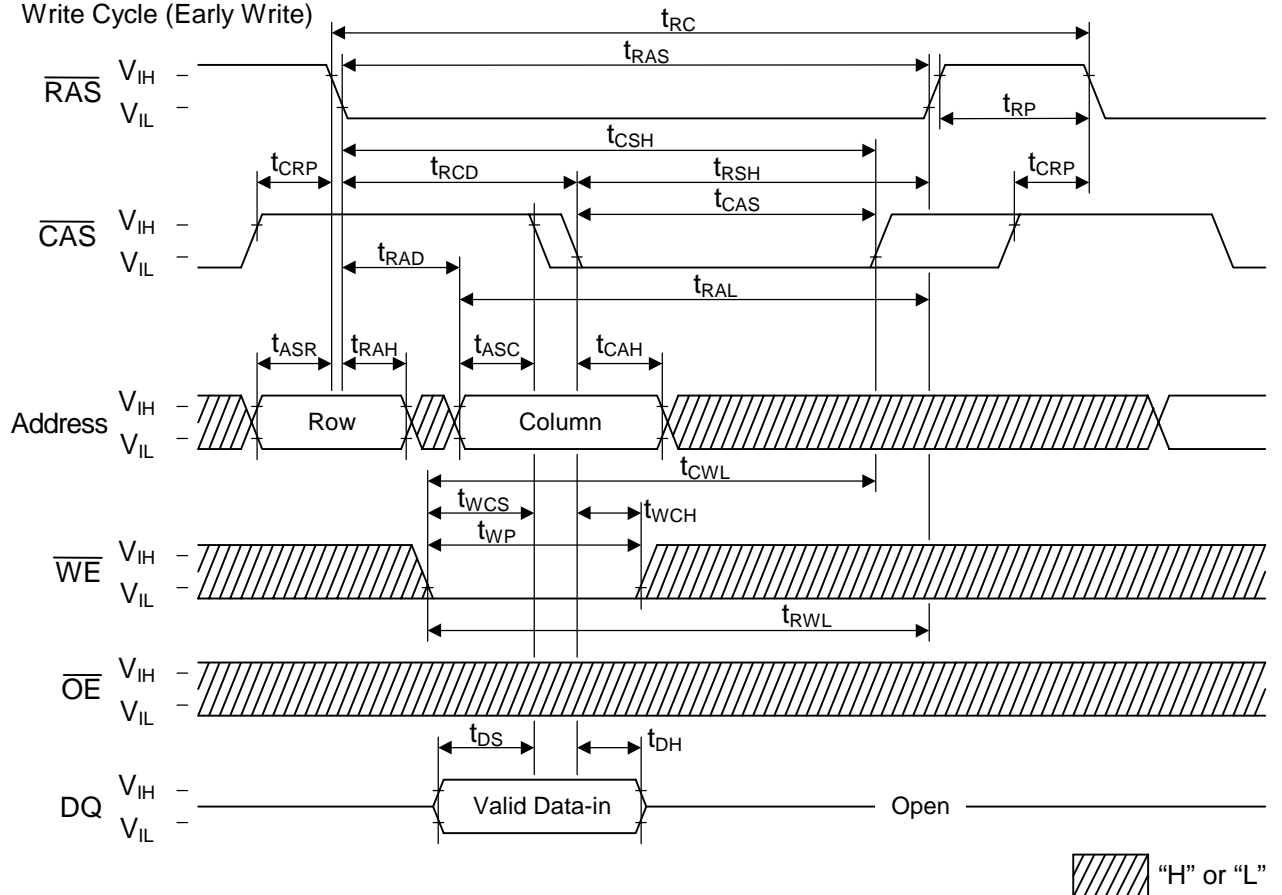 Write Cycle (Early Write)
tRC
RAS
VIH
VIL
tRAS
tRP
tCSH
tCRP
tRCD
tRSH
tCRP
CAS
VIH
VIL
tCAS
tRAD
tRAL
tASR
tRAH
tASC
tCAH
Address
VIH
VIL
Row
Column
tCWL
tWCS
tWCH
tWP
WE
VIH
VIL
tRWL
OE
VIH
VIL
tDS
tDH
DQ
VIH
VIL
Valid Data-in
Open
“H” or “L”